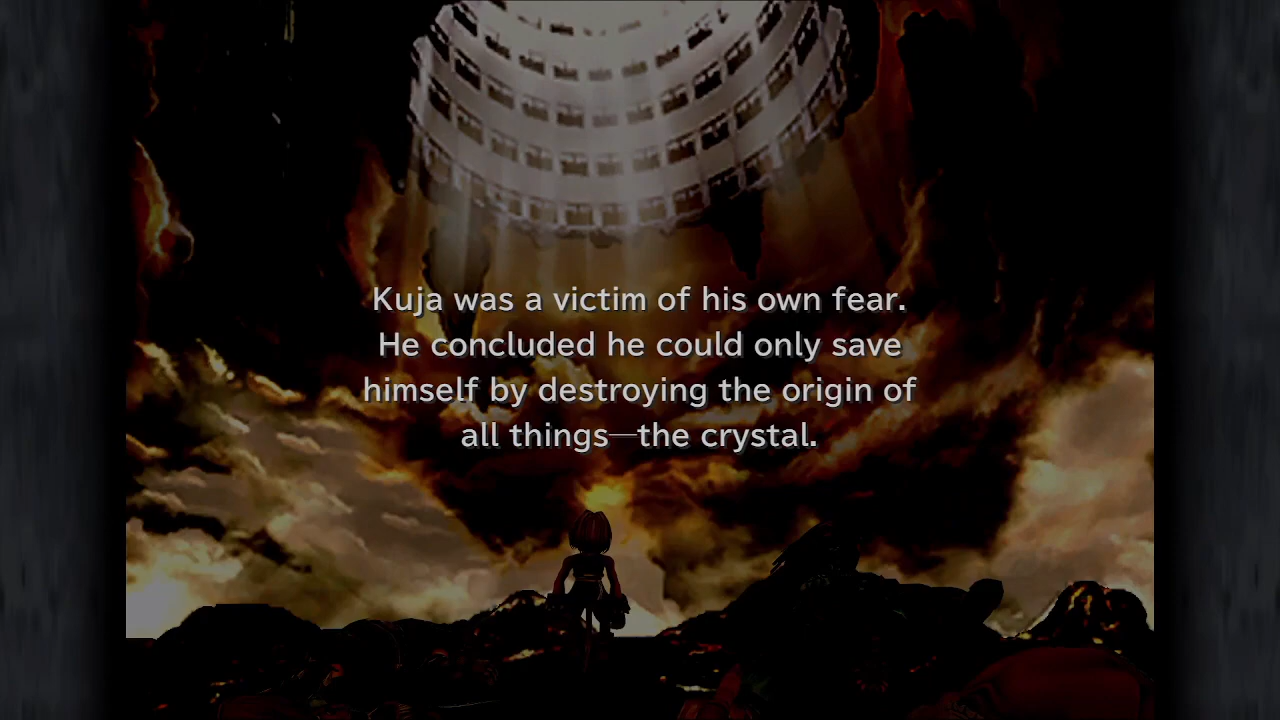 Kuja was a victim of his own fear.
He concluded he could only save
himself by destroying the origin of
all things—the crystal.